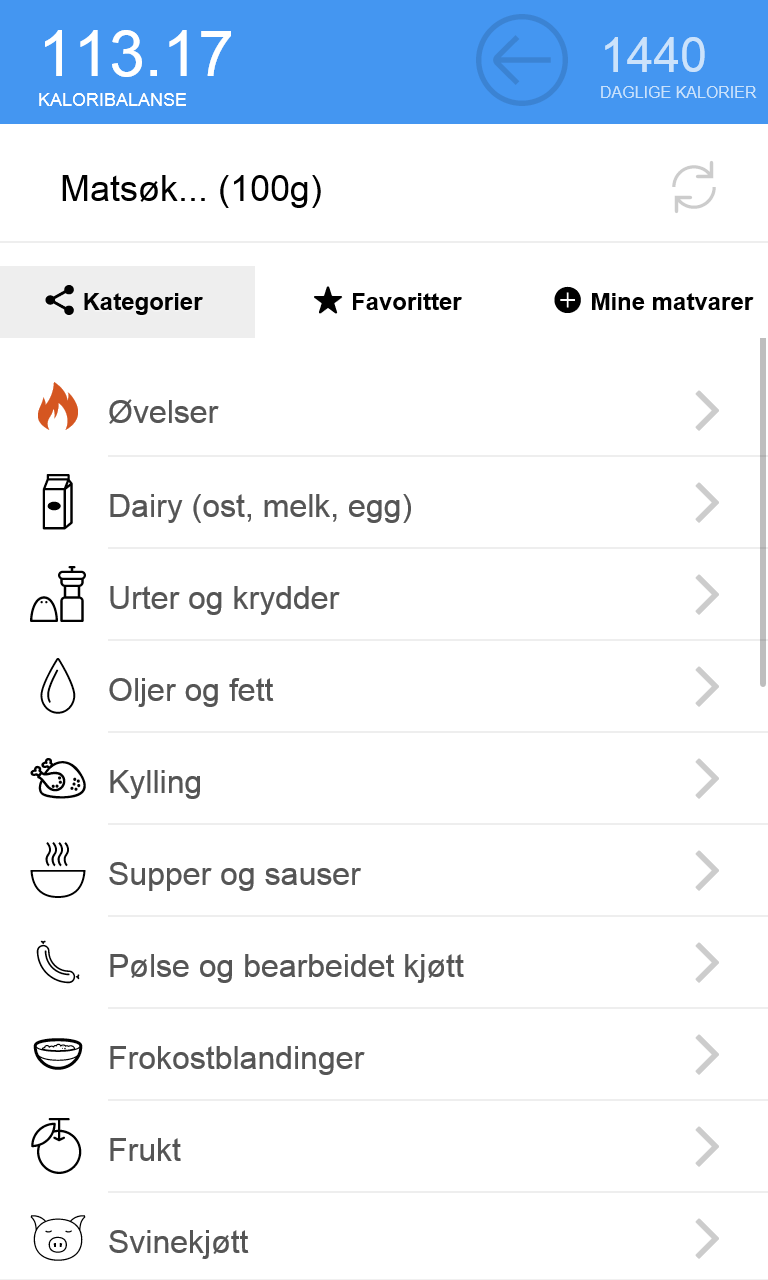 113.17
KALORIBALANSE
1440
DAGLIGE KALORIER
Matsøk... (100g)
Kategorier
Favoritter
Mine matvarer
Øvelser
Dairy (ost, melk, egg)
Urter og krydder
Oljer og fett
Kylling
Supper og sauser
Pølse og bearbeidet kjøtt
Frokostblandinger
Frukt
Svinekjøtt